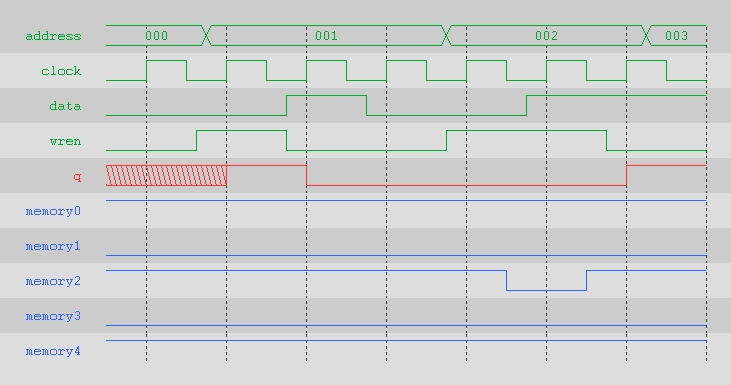 address 000 001 002 003
clock
data
wren
q
memory0
memory1
memory2
memory3
memory4